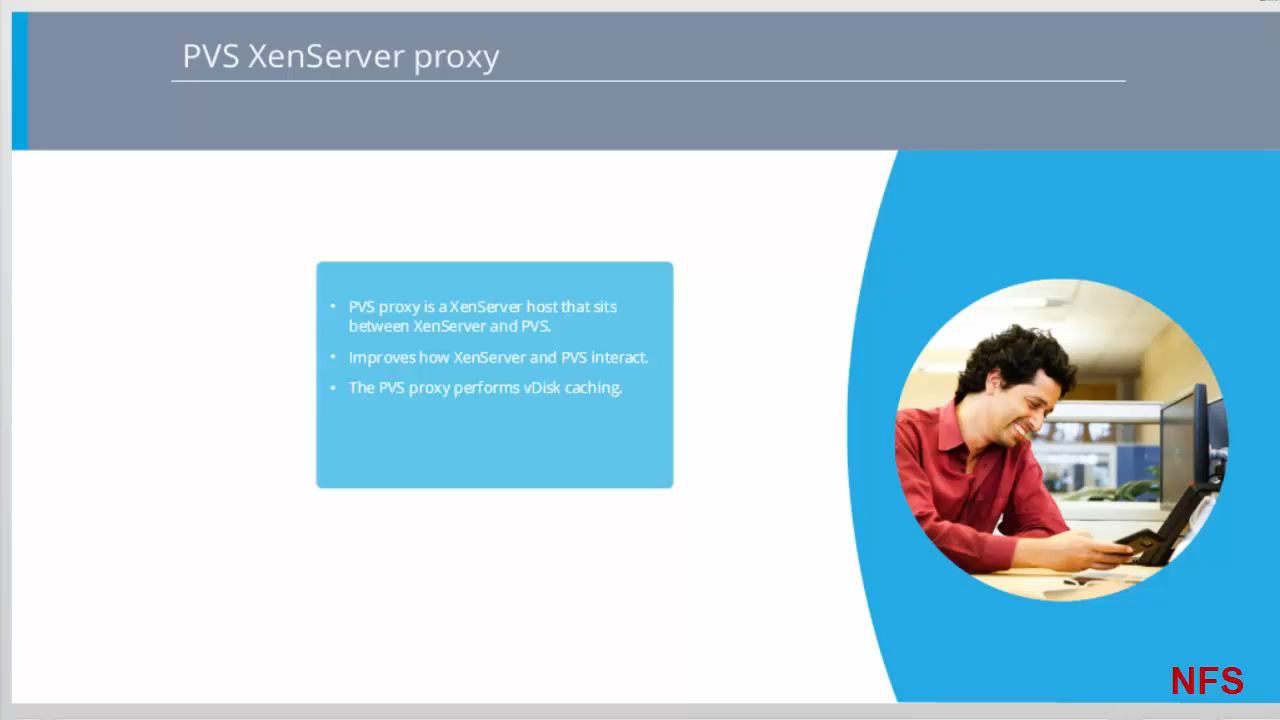 PVS XenServer proxy
• PVS proxy is a XenServer host that sits
between XenServer and PVS.
• Improves how XenServer and PVS interact.
• The PVS proxy performs vDisk caching.
NFS